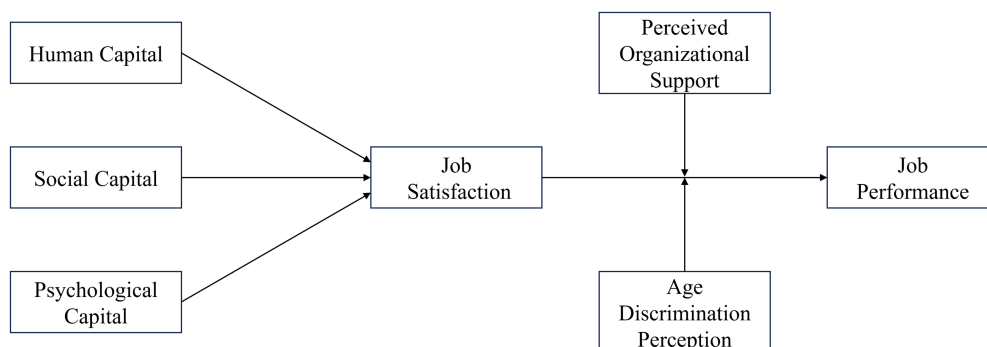 Human Capital
Social Capital
Psychological
Capital
Job
Satisfaction
Perceived
Organizational
Support
Age
Discrimination
Perception
Job
Performance